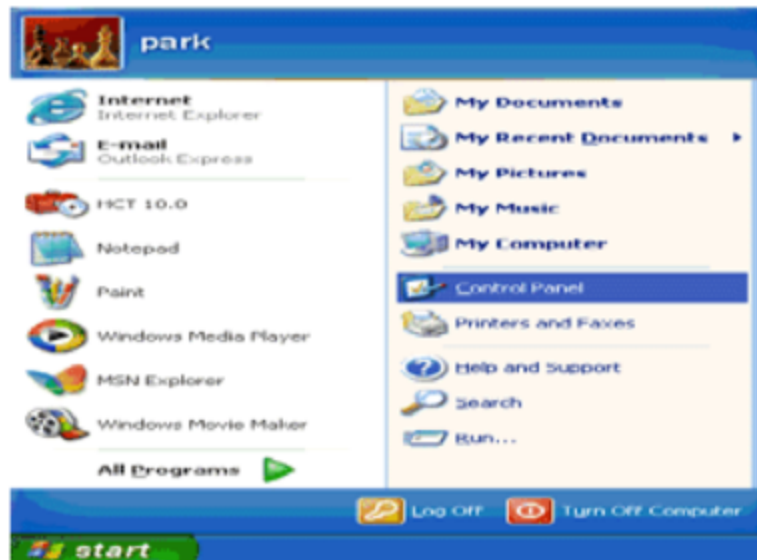 park
Internet
Internet Explorer
E-mail
Outlook Express
HCT 10.0
Notepad
Paint
Windows Media Player
MSN Explorer
Windows Movie Maker
All Programs
My Documents
My Recent Documents
My Pictures
My Music
My Computer
Control Panel
Printers and Faxes
Help and Support
Search
Run...
Log Off
Turn Off Computer
start